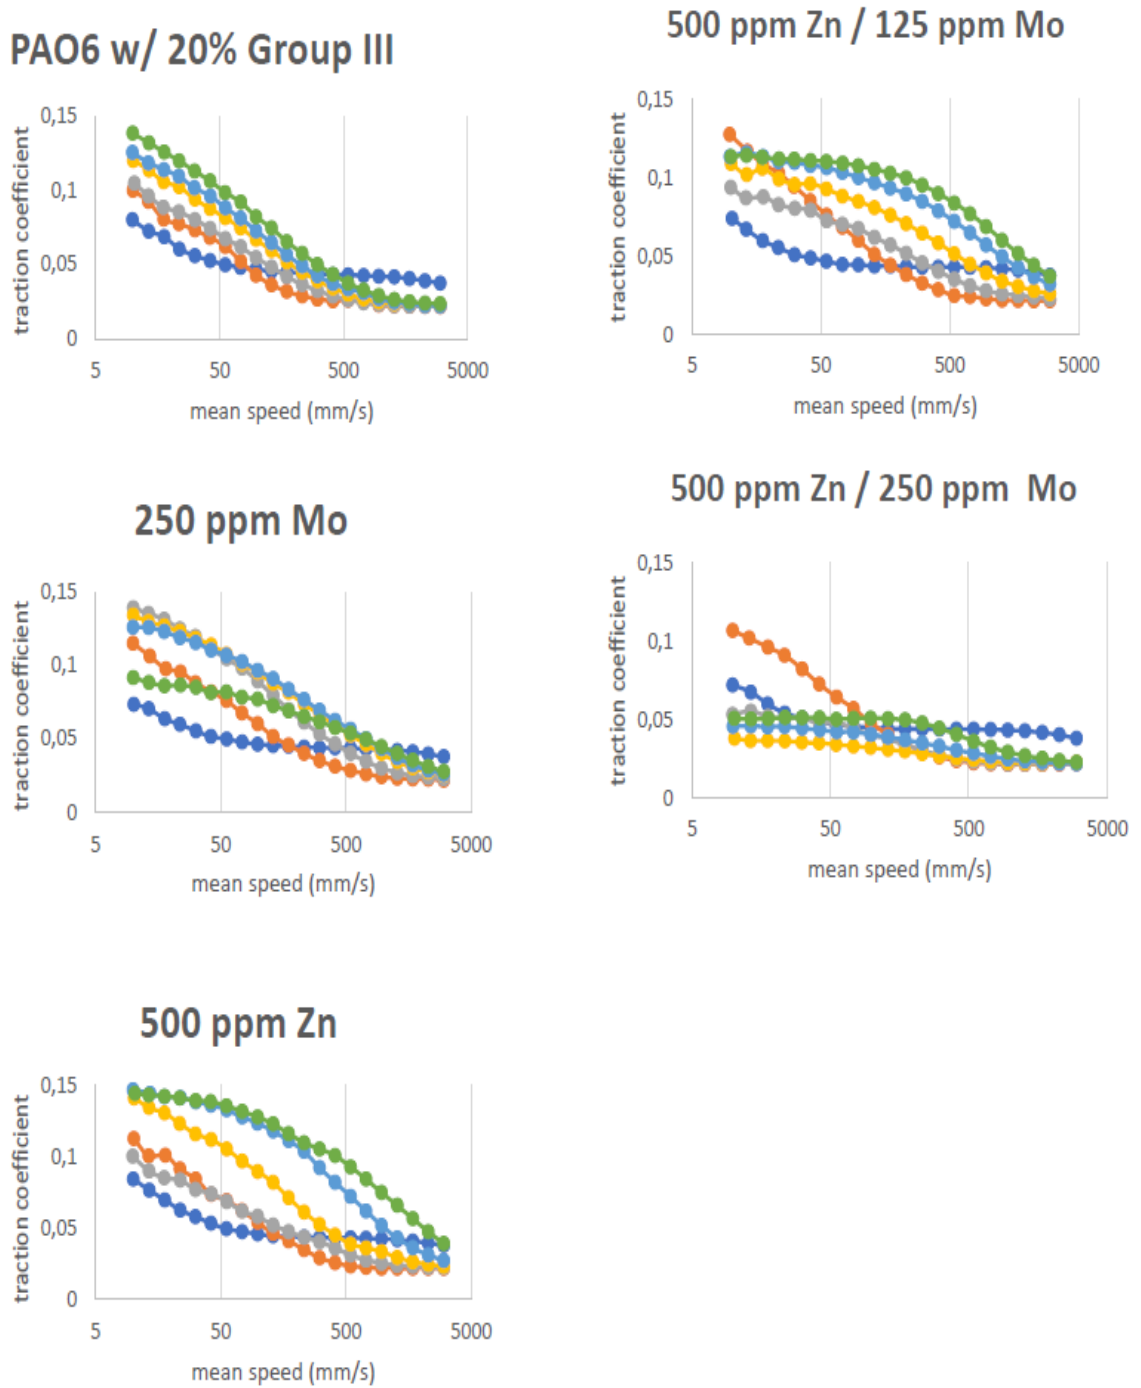 PAO6 w/ 20% Group III
0,15
0,1
0,05
0
traction coefficient
5 50 500 5000
mean speed (mm/s)
500 ppm Zn / 125 ppm Mo
0,15
0,1
0,05
0
traction coefficient
5 50 500 5000
mean speed (mm/s)
250 ppm Mo
0,15
0,1
0,05
0
traction coefficient
5 50 500 5000
mean speed (mm/s)
500 ppm Zn / 250 ppm Mo
0,15
0,1
0,05
0
traction coefficient
5 50 500 5000
mean speed (mm/s)
500 ppm Zn
0,15
0,1
0,05
0
traction coefficient
5 50 500 5000
mean speed (mm/s)